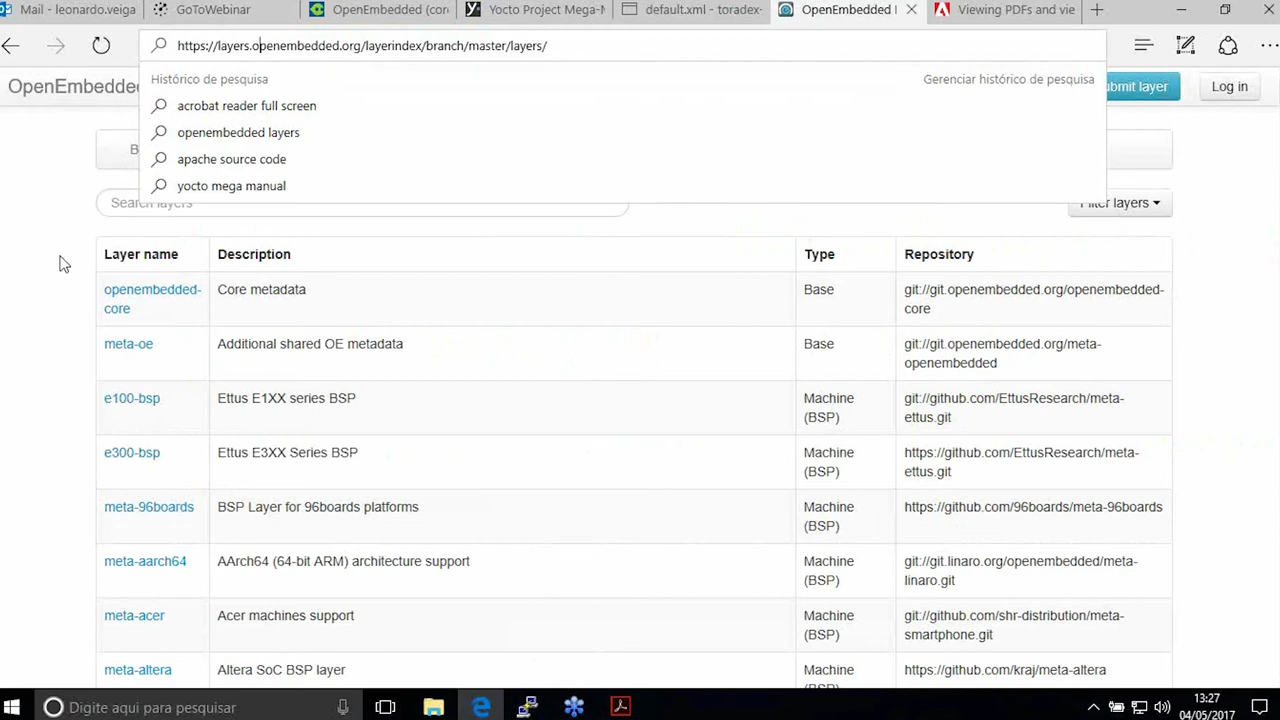 Mail - leonardo.veiga
GoToWebinar
OpenEmbedded (cor
Yocto Project Mega-M
default.xml - toradex-
OpenEmbedded I
Viewing PDFs and vie
https://layers.openembedded.org/layerindex/branch/master/layers/
Histórico de pesquisa
Gerenciar histórico de pesquisa
acrobat reader full screen
openembedded layers
apache source code
yocto mega manual
OpenEmbedded
ubmit layer
Log in
B
Search layers
Filter layers
Layer name Description Type Repository
openembedded-core Core metadata Base git://git.openembedded.org/openembedded-
core
meta-oe Additional shared OE metadata Base git://git.openembedded.org/meta-
openembedded
e100-bsp Ettus E1XX series BSP Machine git://github.com/EttusResearch/meta-
(BSP) ettus.git
e300-bsp Ettus E3XX Series BSP Machine https://github.com/EttusResearch/meta-
(BSP) ettus.git
meta-96boards BSP Layer for 96boards platforms Machine https://github.com/96boards/meta-96boards
(BSP)
meta-aarch64 AArch64 (64-bit ARM) architecture support Machine git://git.linaro.org/openembedded/meta-
(BSP) linaro.git
meta-acer Acer machines support Machine git://github.com/shr-distribution/meta-
(BSP) smartphone.git
meta-altera Altera SoC BSP layer Machine https://github.com/kraj/meta-altera
(BSP)
Digite aqui para pesquisar
13:27
04/05/2017